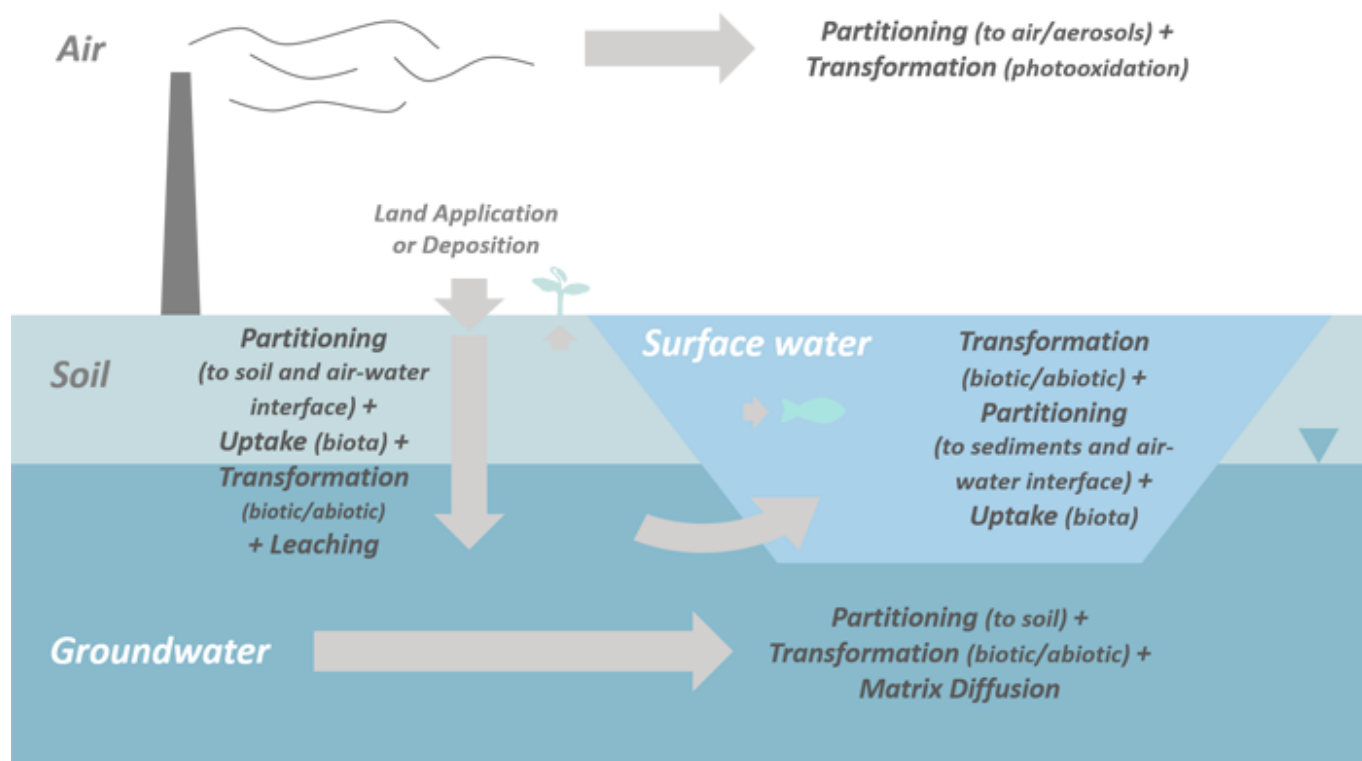 Air
Partitioning (to air/aerosols) +
Transformation (photooxidation)
Land Application
or Deposition
Soil
Partitioning
(to soil and air-water
interface) +
Uptake (biota) +
Transformation
(biotic/abiotic)
+ Leaching
Surface water
Transformation
(biotic/abiotic) +
Partitioning
(to sediments and air-
water interface) +
Uptake (biota)
Groundwater
Partitioning (to soil) +
Transformation (biotic/abiotic) +
Matrix Diffusion